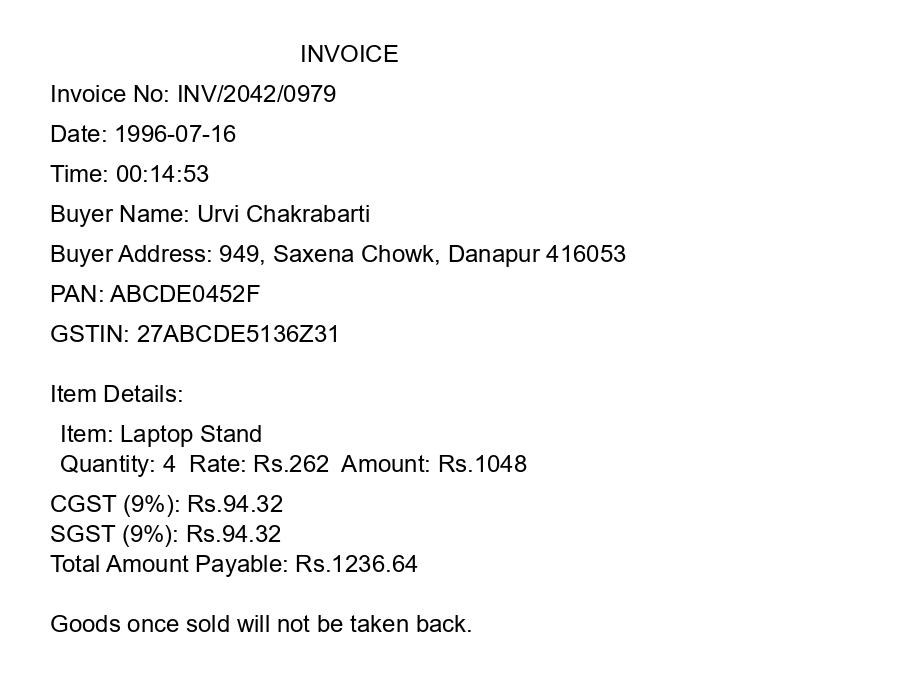 INVOICE
Invoice No: INV/2042/0979
Date: 1996-07-16
Time: 00:14:53
Buyer Name: Urvi Chakrabarti
Buyer Address: 949, Saxena Chowk, Danapur 416053
PAN: ABCDE0452F
GSTIN: 27ABCDE5136Z31
Item Details:
Item: Laptop Stand
Quantity: 4 Rate: Rs.262 Amount: Rs.1048
CGST (9%): Rs.94.32
SGST (9%): Rs.94.32
Total Amount Payable: Rs.1236.64
Goods once sold will not be taken back.